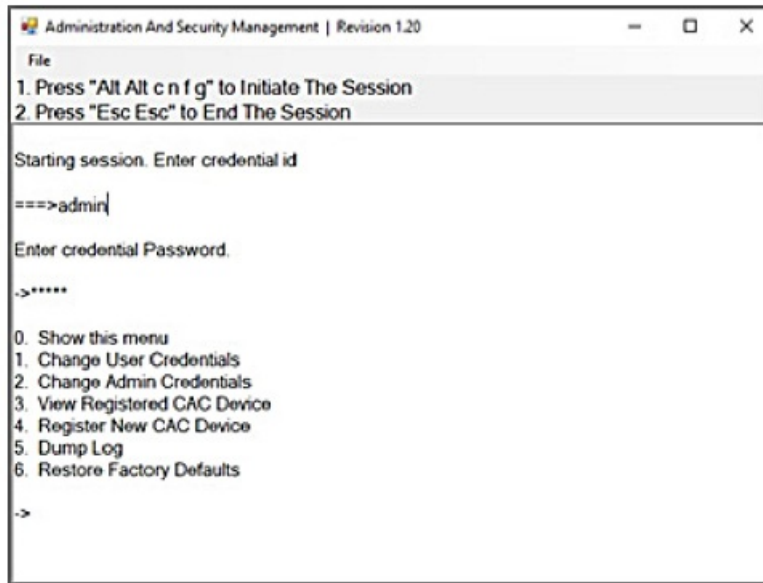 Administration And Security Management | Revision 1.20
File
1. Press "Alt Alt c n f g" to Initiate The Session
2. Press "Esc Esc" to End The Session
Starting session. Enter credential id
===>admin
Enter credential Password.
->*****
0. Show this menu
1. Change User Credentials
2. Change Admin Credentials
3. View Registered CAC Device
4. Register New CAC Device
5. Dump Log
6. Restore Factory Defaults
->